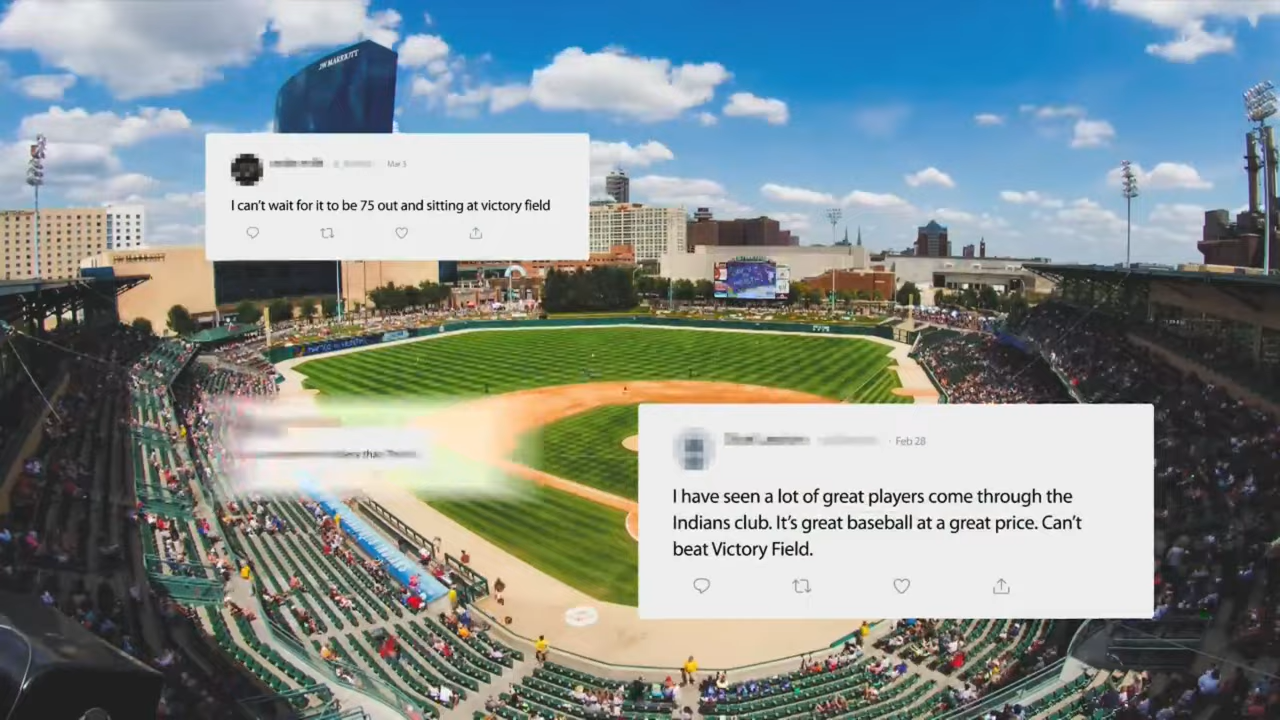 JW MARRIOTT
Mar 3
I can't wait for it to be 75 out and sitting at victory field
· Feb 28
I have seen a lot of great players come through the
Indians club. It's great baseball at a great price. Can't
beat Victory Field.